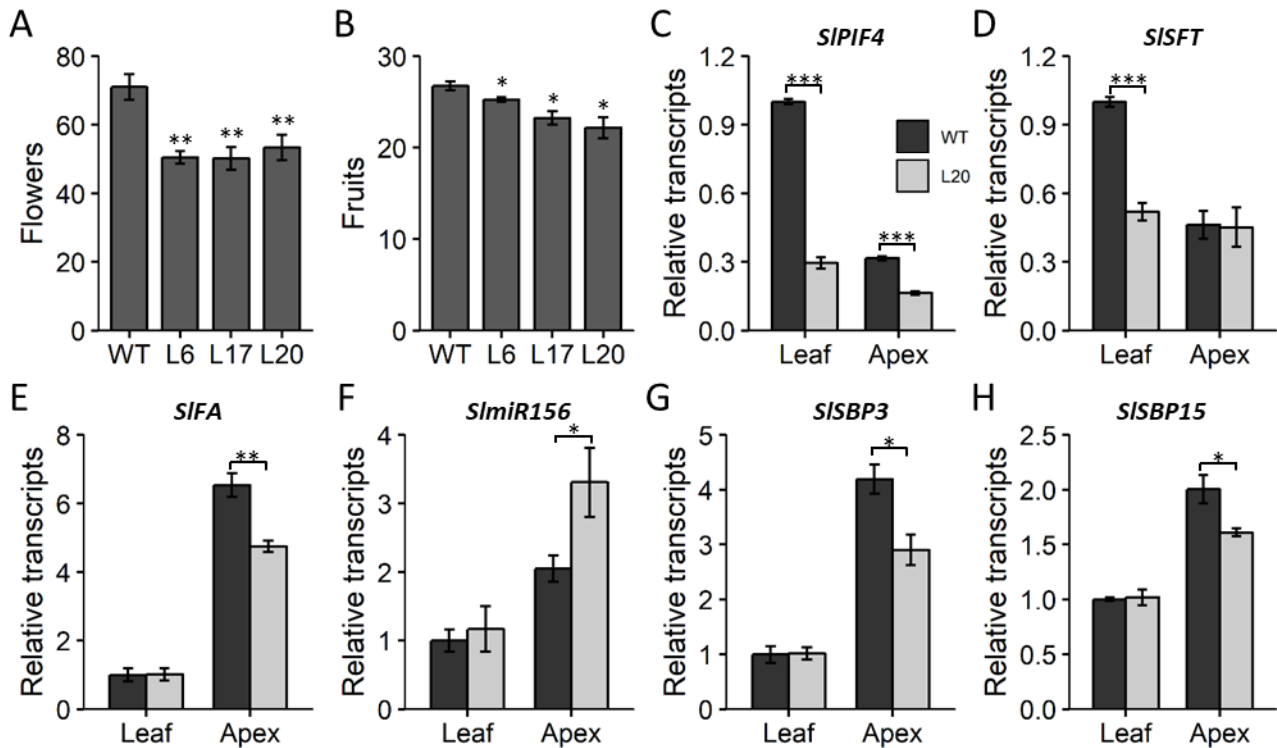 A
Flowers
80
60
40
20
0
** ** **
WT L6 L17 L20
B
Fruits
30
20
10
0
* * *
WT L6 L17 L20
C
SlPIF4
Relative transcripts
1.2
0.9
0.6
0.3
0.0
***
***
WT
L20
Leaf Apex
D
SlSFT
Relative transcripts
1.2
0.9
0.6
0.3
0.0
***
Leaf Apex
E
SlFA
Relative transcripts
8
6
4
2
0
**
Leaf Apex
F
SlmiR156
Relative transcripts
4
3
2
1
0
*
Leaf Apex
G
SlSBP3
Relative transcripts
5
4
3
2
1
0
*
Leaf Apex
H
SlSBP15
Relative transcripts
2.5
2.0
1.5
1.0
0.5
0.0
*
Leaf Apex